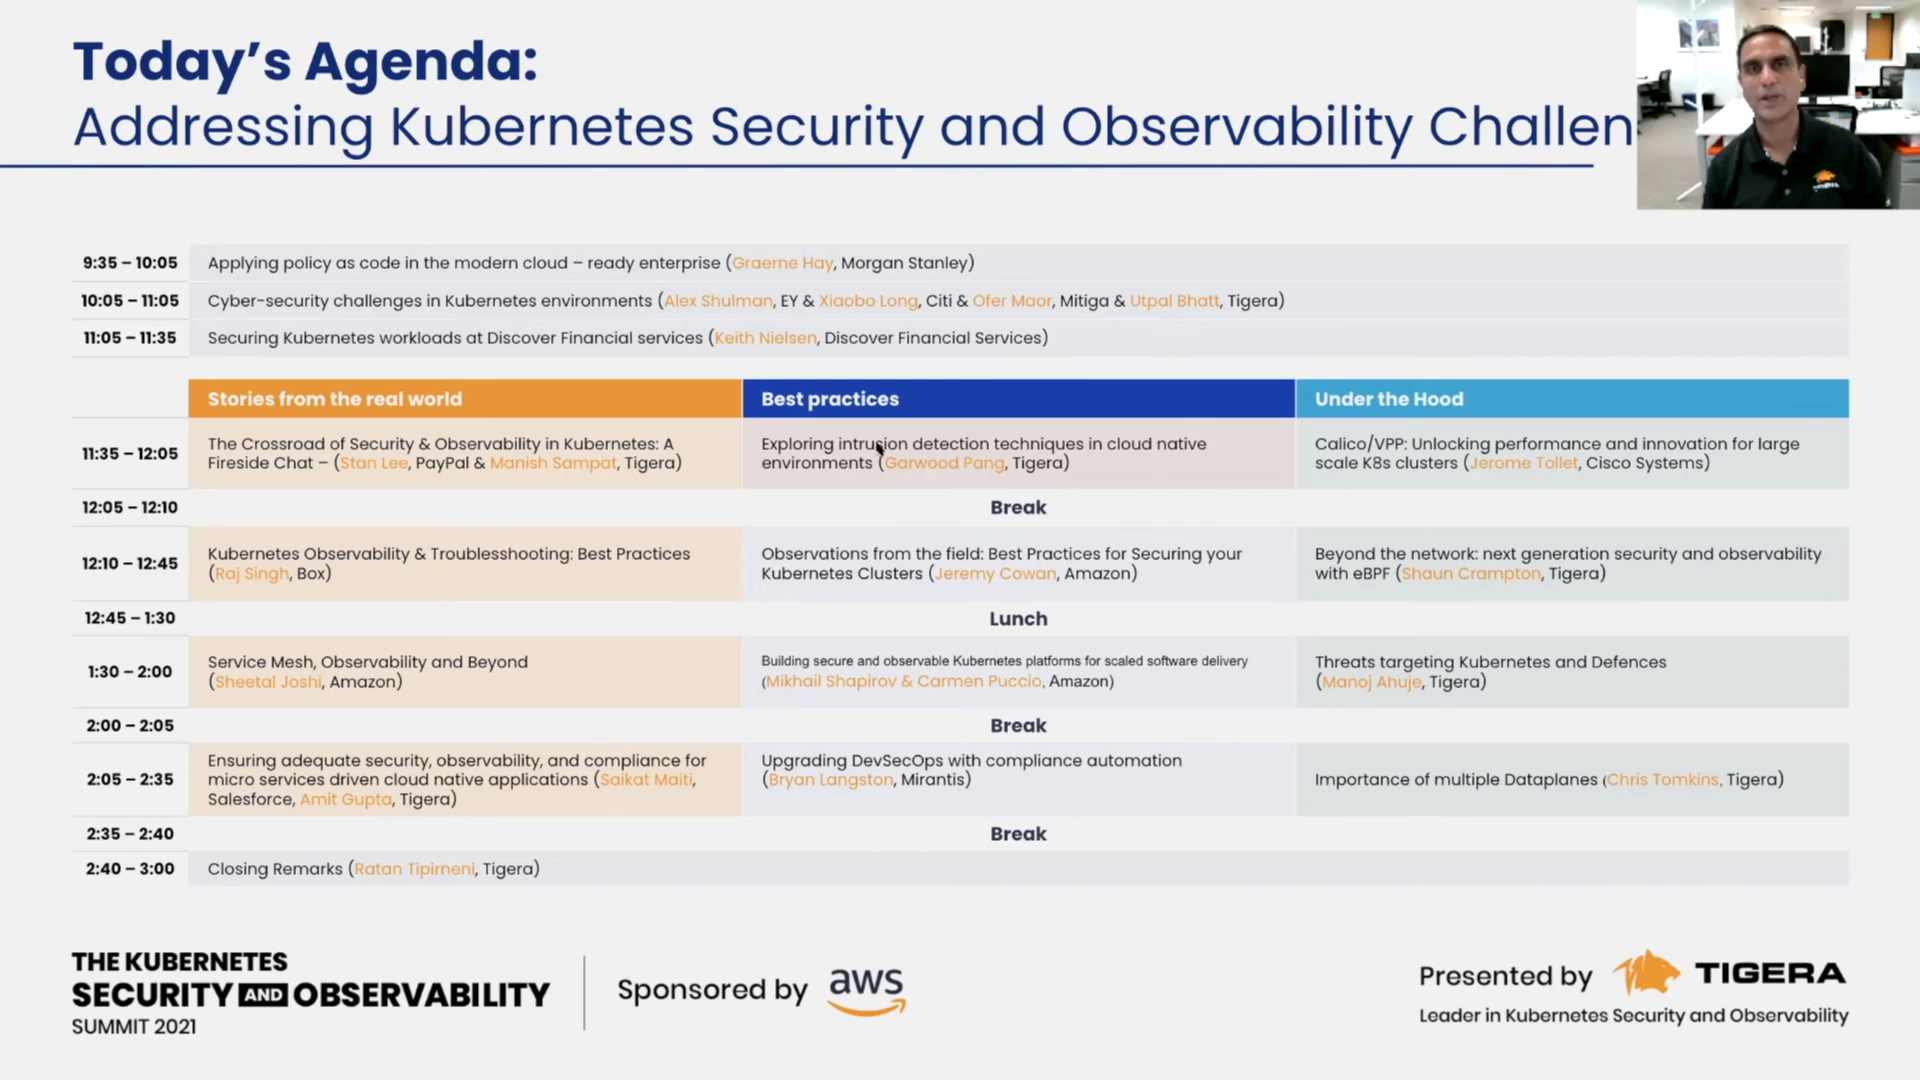 Today's Agenda:
Addressing Kubernetes Security and Observability Challen
9:35 – 10:05 Applying policy as code in the modern cloud – ready enterprise (Graerne Hay, Morgan Stanley)
10:05 – 11:05 Cyber-security challenges in Kubernetes environments (Alex Shulman, EY & Xiaobo Long, Citi & Ofer Maor, Mitiga & Utpal Bhatt, Tigera)
11:05 – 11:35 Securing Kubernetes workloads at Discover Financial services (Keith Nielsen, Discover Financial Services)
Stories from the real world
Best practices
Under the Hood
11:35 – 12:05
The Crossroad of Security & Observability in Kubernetes: A
Fireside Chat – (Stan Lee, PayPal & Manish Sampat, Tigera)
Exploring intrusion detection techniques in cloud native
environments (Garwood Pang, Tigera)
Calico/VPP: Unlocking performance and innovation for large
scale K8s clusters (Jerome Tollet, Cisco Systems)
12:05 – 12:10 Break
12:10 – 12:45
Kubernetes Observability & Troublesshooting: Best Practices
(Raj Singh, Box)
Observations from the field: Best Practices for Securing your
Kubernetes Clusters (Jeremy Cowan, Amazon)
Beyond the network: next generation security and observability
with eBPF (Shaun Crampton, Tigera)
12:45 – 1:30 Lunch
1:30 – 2:00
Service Mesh, Observability and Beyond
(Sheetal Joshi, Amazon)
Building secure and observable Kubernetes platforms for scaled software delivery
(Mikhail Shapirov & Carmen Puccio, Amazon)
Threats targeting Kubernetes and Defences
(Manoj Ahuje, Tigera)
2:00 – 2:05 Break
2:05 – 2:35
Ensuring adequate security, observability, and compliance for
micro services driven cloud native applications (Saikat Maiti,
Salesforce, Amit Gupta, Tigera)
Upgrading DevSecOps with compliance automation
(Bryan Langston, Mirantis)
Importance of multiple Dataplanes (Chris Tomkins, Tigera)
2:35 – 2:40 Break
2:40 – 3:00 Closing Remarks (Ratan Tipirneni, Tigera)
THE KUBERNETES
SECURITY AND OBSERVABILITY
SUMMIT 2021
Sponsored by aws
Presented by TIGERA
Leader in Kubernetes Security and Observability